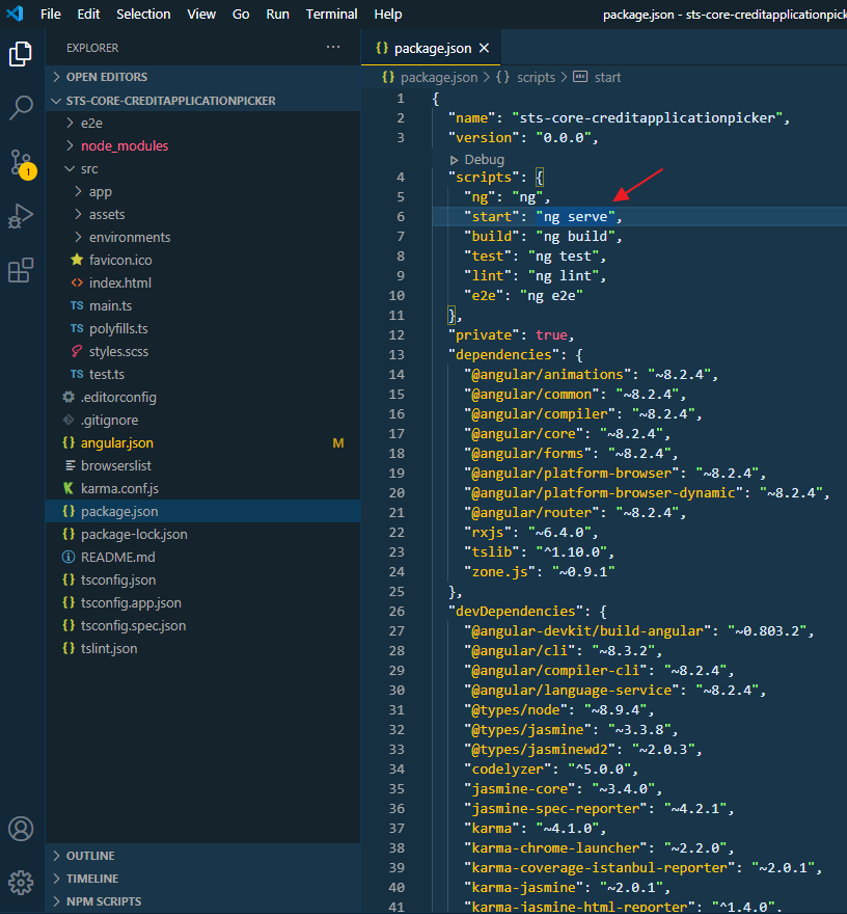 File Edit Selection View Go Run Terminal Help
package.json - sts-core-creditapplicationpicke
EXPLORER ...
OPEN EDITORS
STS-CORE-CREDITAPPLICATIONPICKER
e2e
node_modules
src
app
assets
environments
favicon.ico
<> index.html
TS main.ts
TS polyfills.ts
styles.scss
TS test.ts
.editorconfig
.gitignore
{} angular.json M
browserslist
K karma.conf.js
{} package.json
{} package-lock.json
README.md
{} tsconfig.json
{} tsconfig.app.json
{} tsconfig.spec.json
{} tslint.json
OUTLINE
TIMELINE
NPM SCRIPTS
1
{} package.json ×
{} package.json > {} scripts > abc start
1 {
2 "name": "sts-core-creditapplicationpicker",
3 "version": "0.0.0",
Debug
4 "scripts": {
5 "ng": "ng",
6 "start": "ng serve",
7 "build": "ng build",
8 "test": "ng test",
9 "lint": "ng lint",
10 "e2e": "ng e2e"
11 },
12 "private": true,
13 "dependencies": {
14 "@angular/animations": "~8.2.4",
15 "@angular/common": "~8.2.4",
16 "@angular/compiler": "~8.2.4",
17 "@angular/core": "~8.2.4",
18 "@angular/forms": "~8.2.4",
19 "@angular/platform-browser": "~8.2.4",
20 "@angular/platform-browser-dynamic": "~8.2.4",
21 "@angular/router": "~8.2.4",
22 "rxjs": "~6.4.0",
23 "tslib": "^1.10.0",
24 "zone.js": "~0.9.1"
25 },
26 "devDependencies": {
27 "@angular-devkit/build-angular": "~0.803.2",
28 "@angular/cli": "~8.3.2",
29 "@angular/compiler-cli": "~8.2.4",
30 "@angular/language-service": "~8.2.4",
31 "@types/node": "~8.9.4",
32 "@types/jasmine": "~3.3.8",
33 "@types/jasminewd2": "~2.0.3",
34 "codelyzer": "^5.0.0",
35 "jasmine-core": "~3.4.0",
36 "jasmine-spec-reporter": "~4.2.1",
37 "karma": "~4.1.0",
38 "karma-chrome-launcher": "~2.2.0",
39 "karma-coverage-istanbul-reporter": "~2.0.1",
40 "karma-jasmine": "~2.0.1",
41 "karma-jasmine-html-reporter": "^1.4.0",